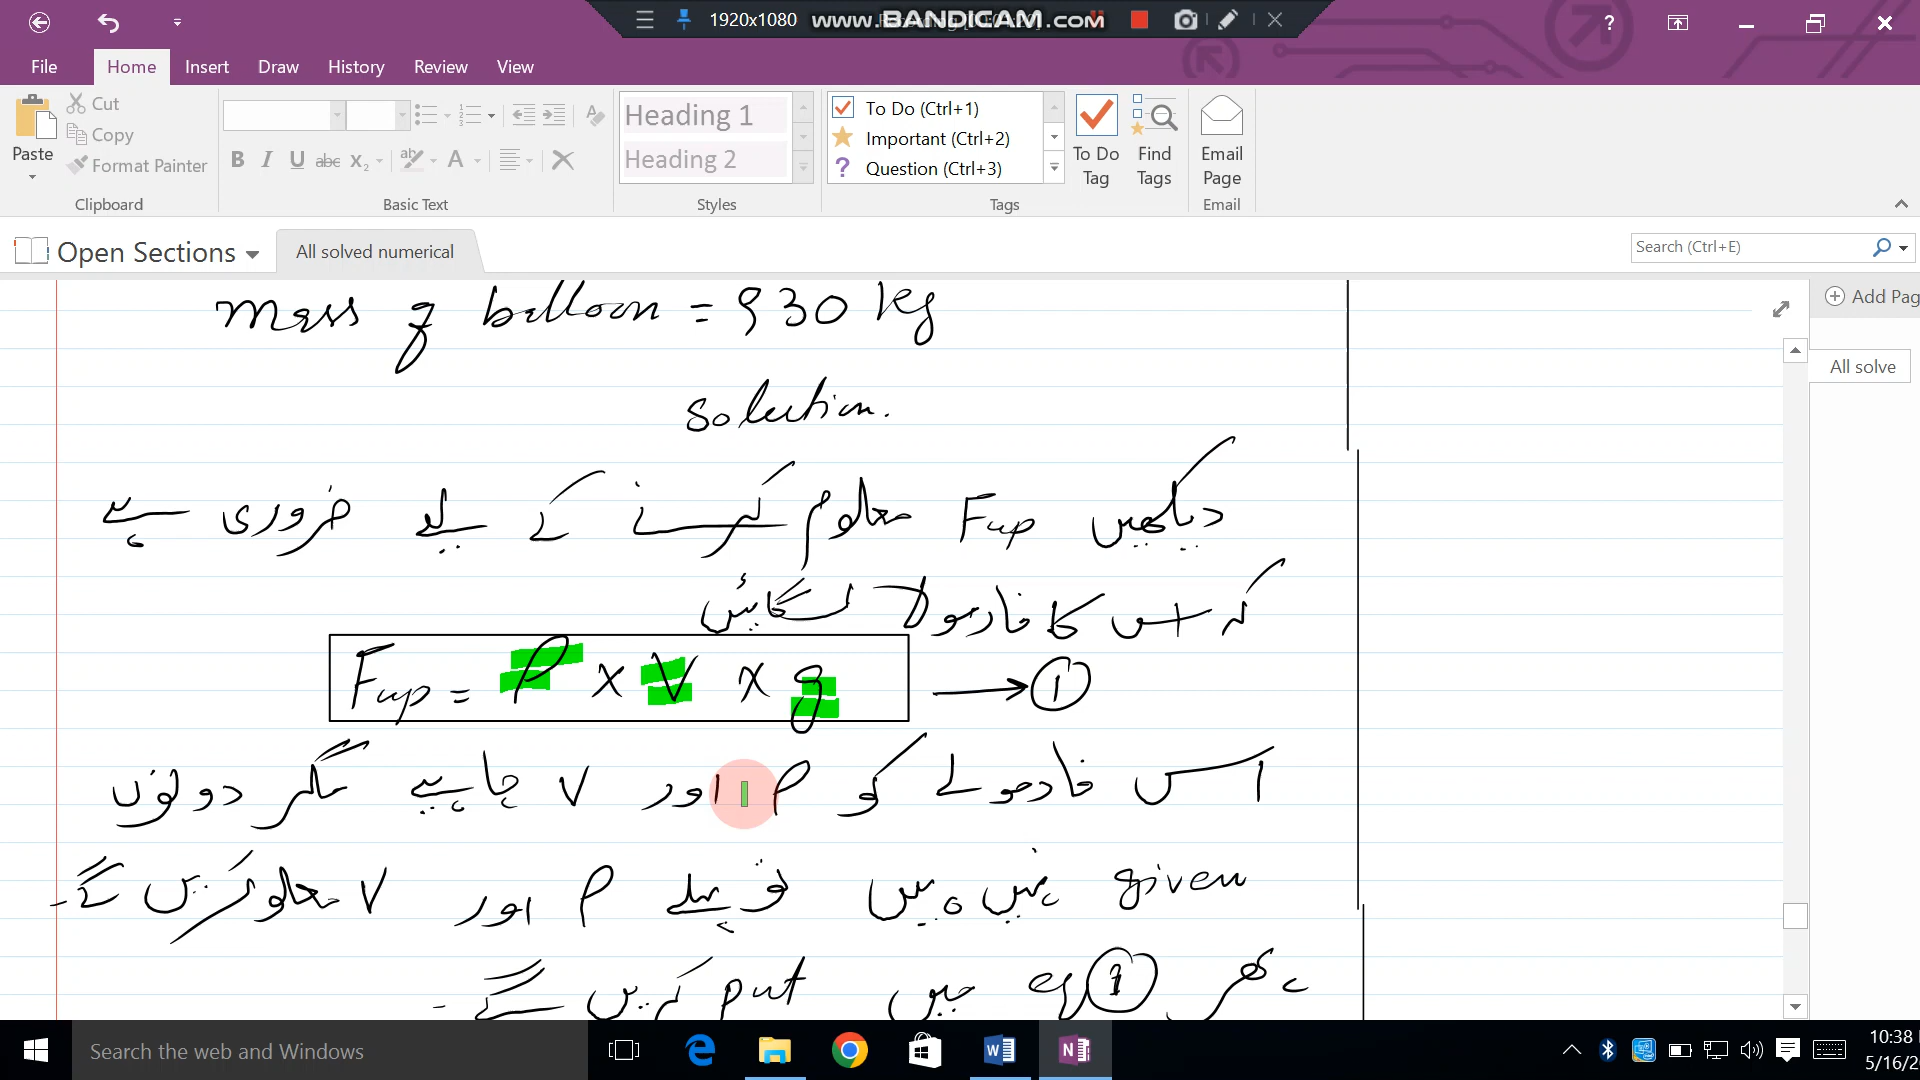 1920x1080 www.BANDICAM.com
File Home Insert Draw History Review View
Paste
Cut
Copy
Format Painter
Clipboard
Basic Text
Heading 1
Heading 2
Styles
To Do (Ctrl+1)
Important (Ctrl+2)
Question (Ctrl+3)
Tags
To Do Tag
Find Tags
Email Page
Email
Open Sections All solved numerical
Search (Ctrl+E)
Add Pag
All solve
Mass of balloon = 930 kg
Solution.
دیکھیں Fup معلوم کرنے کے لیے ضروری ہے
کہ اس کا فارمولا لگائیں
Fup = ρ × V × g → ①
اس فارمولے کو ρ اور V چاہیے مگر دونوں
given نہیں ہیں تو پہلے ρ اور V معلوم کریں گے۔
پھر eq ① میں put کریں گے۔
Search the web and Windows
10:38
5/16/2